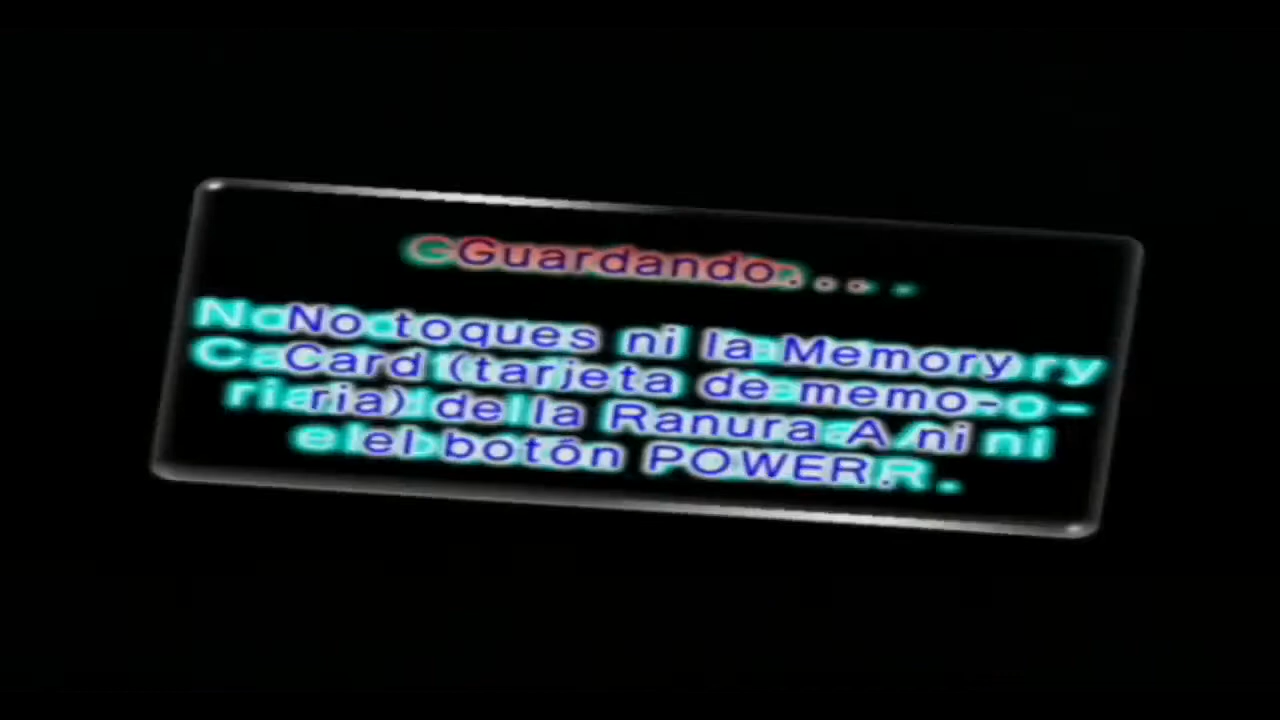 Guardando....
No toques ni la Memory
Card (tarjeta de memo-
ria) de la Ranura A ni
el botón POWER.